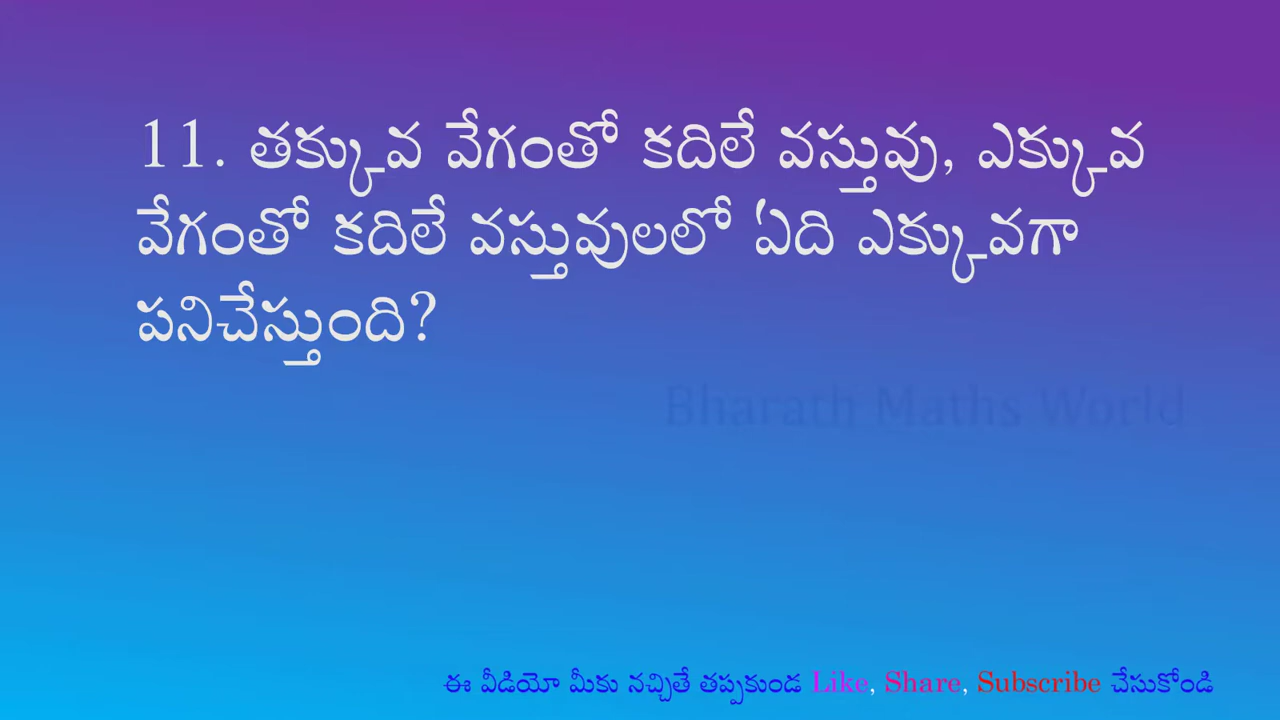 11. తక్కువ వేగంతో కదిలే వస్తువు, ఎక్కువ
వేగంతో కదిలే వస్తువులలో ఏది ఎక్కువగా
పనిచేస్తుంది?
Bharath Maths World
ఈ వీడియో మీకు నచ్చితే తప్పకుండ Like, Share, Subscribe చేసుకోండి